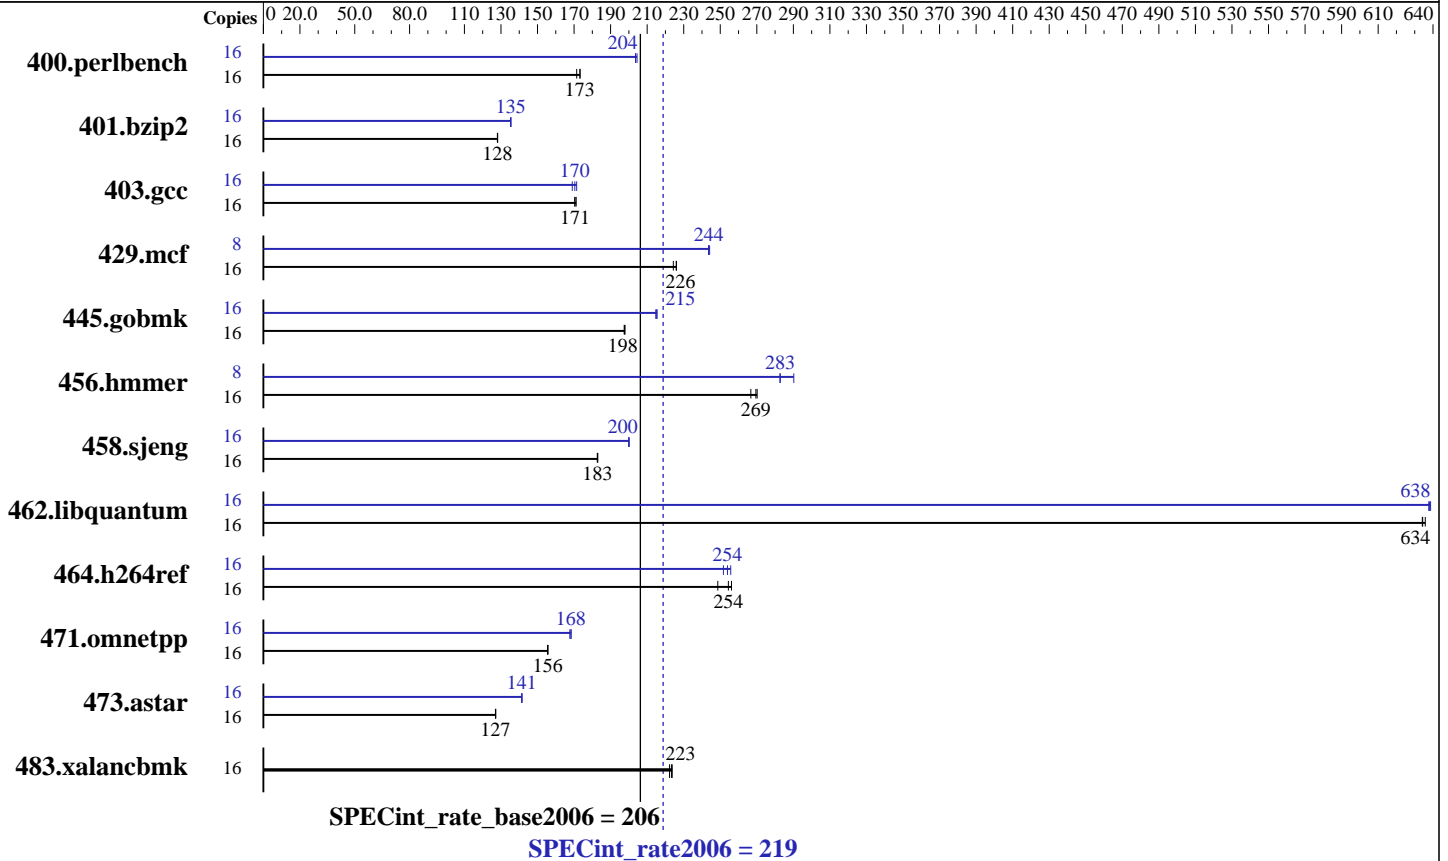 Copies 0 20.0 50.0 80.0 110 130 150 170 190 210 230 250 270 290 310 330 350 370 390 410 430 450 470 490 510 530 550 570 590 610 640
400.perlbench 16 204
16 173
401.bzip2 16 135
16 128
403.gcc 16 170
16 171
429.mcf 8 244
16 226
445.gobmk 16 215
16 198
456.hmmer 8 283
16 269
458.sjeng 16 200
16 183
462.libquantum 16 638
16 634
464.h264ref 16 254
16 254
471.omnetpp 16 168
16 156
473.astar 16 141
16 127
483.xalancbmk 16 223
SPECint_rate_base2006 = 206
SPECint_rate2006 = 219